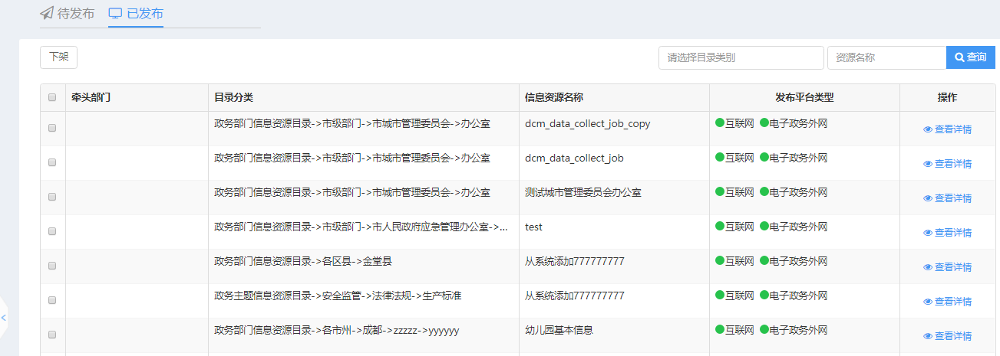 待发布 已发布
下架 请选择目录类别 资源名称 查询
牵头部门 目录分类 信息资源名称 发布平台类型 操作
政务部门信息资源目录->市级部门->市城市管理委员会->办公室 dcm_data_collect_job_copy 互联网 电子政务外网 查看详情
政务部门信息资源目录->市级部门->市城市管理委员会->办公室 dcm_data_collect_job 互联网 电子政务外网 查看详情
政务部门信息资源目录->市级部门->市城市管理委员会->办公室 测试城市管理委员会办公室 互联网 电子政务外网 查看详情
政务部门信息资源目录->市级部门->市人民政府应急管理办公室->... test 互联网 电子政务外网 查看详情
政务部门信息资源目录->各区县->金堂县 从系统添加777777777 互联网 电子政务外网 查看详情
政务主题信息资源目录->安全监管->法律法规->生产标准 从系统添加777777777 互联网 电子政务外网 查看详情
政务部门信息资源目录->各市州->成都->zzzzz->yyyyyy 幼儿园基本信息 互联网 电子政务外网 查看详情